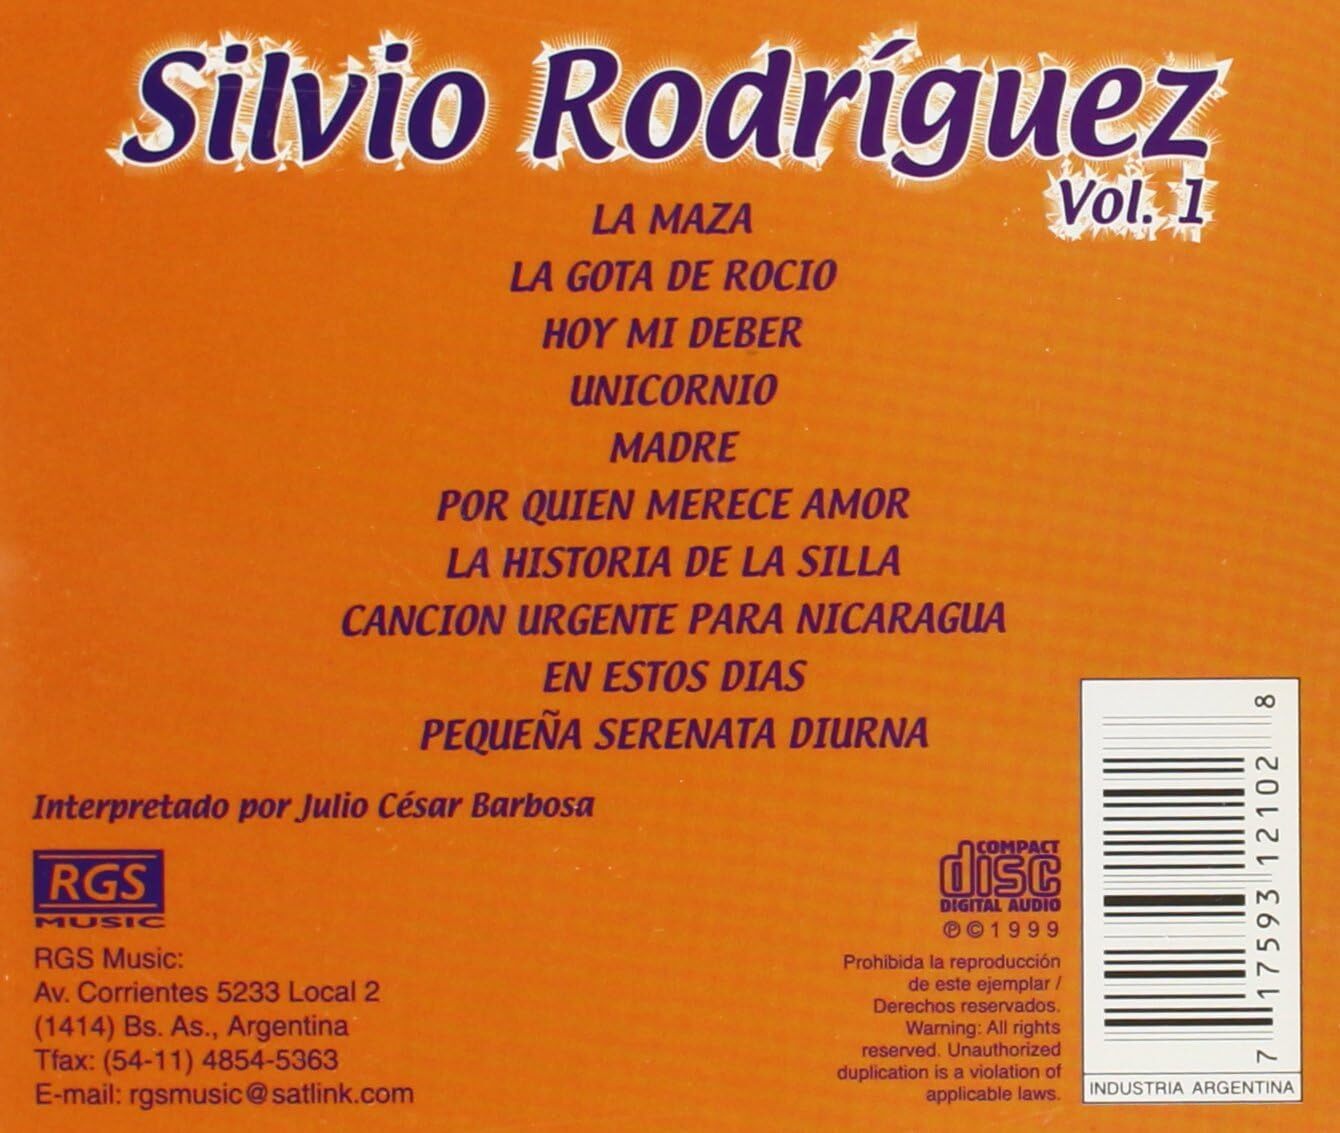 Silvio Rodríguez
Vol. 1
LA MAZA
LA GOTA DE ROCIO
HOY MI DEBER
UNICORNIO
MADRE
POR QUIEN MERECE AMOR
LA HISTORIA DE LA SILLA
CANCION URGENTE PARA NICARAGUA
EN ESTOS DIAS
PEQUEÑA SERENATA DIURNA
Interpretado por Julio César Barbosa
RGS
MUSIC
RGS Music:
Av. Corrientes 5233 Local 2
(1414) Bs. As., Argentina
Tfax: (54-11) 4854-5363
E-mail: rgsmusic@satlink.com
COMPACT
disc
DIGITAL AUDIO
℗©1999
Prohibida la reproducción
de este ejemplar /
Derechos reservados.
Warning: All rights
reserved. Unauthorized
duplication is a violation of
applicable laws.
7 17593 12102 8
INDUSTRIA ARGENTINA